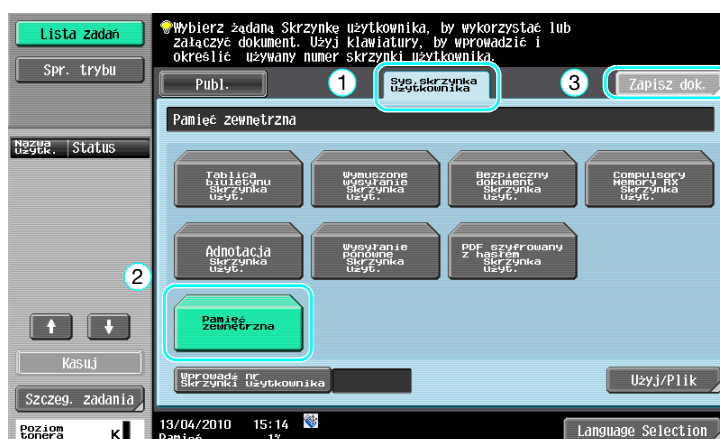 Lista zadań
Spr. trybu
Nazwa użytk.
Status
2
Kasuj
Szczeg. zadania
Poziom tonera
K
Wybierz żądaną Skrzynkę użytkownika, by wykorzystać lub
załączyć dokument. Użyj klawiatury, by wprowadzić i
określić używany numer skrzynki użytkownika.
Publ.
1
Sys.skrzynka
użytkownika
3
Zapisz dok.
Pamięć zewnętrzna
Tablica
biuletynu
Skrzynka
użyt.
Wymuszone
wysyłanie
Skrzynka
użyt.
Bezpieczny
dokument
Skrzynka
użyt.
Compulsory
Memory RX
Skrzynka
użyt.
Adnotacja
Skrzynka
użyt.
Wysyłanie
ponowne
Skrzynka
użyt.
PDF szyfrowany
z hasłem
Skrzynka
użyt.
Pamięć
zewnętrzna
Wprowadź nr
Skrzynki użytkownika
Użyj/Plik
13/04/2010 15:14
Pamięć 1%
Language Selection